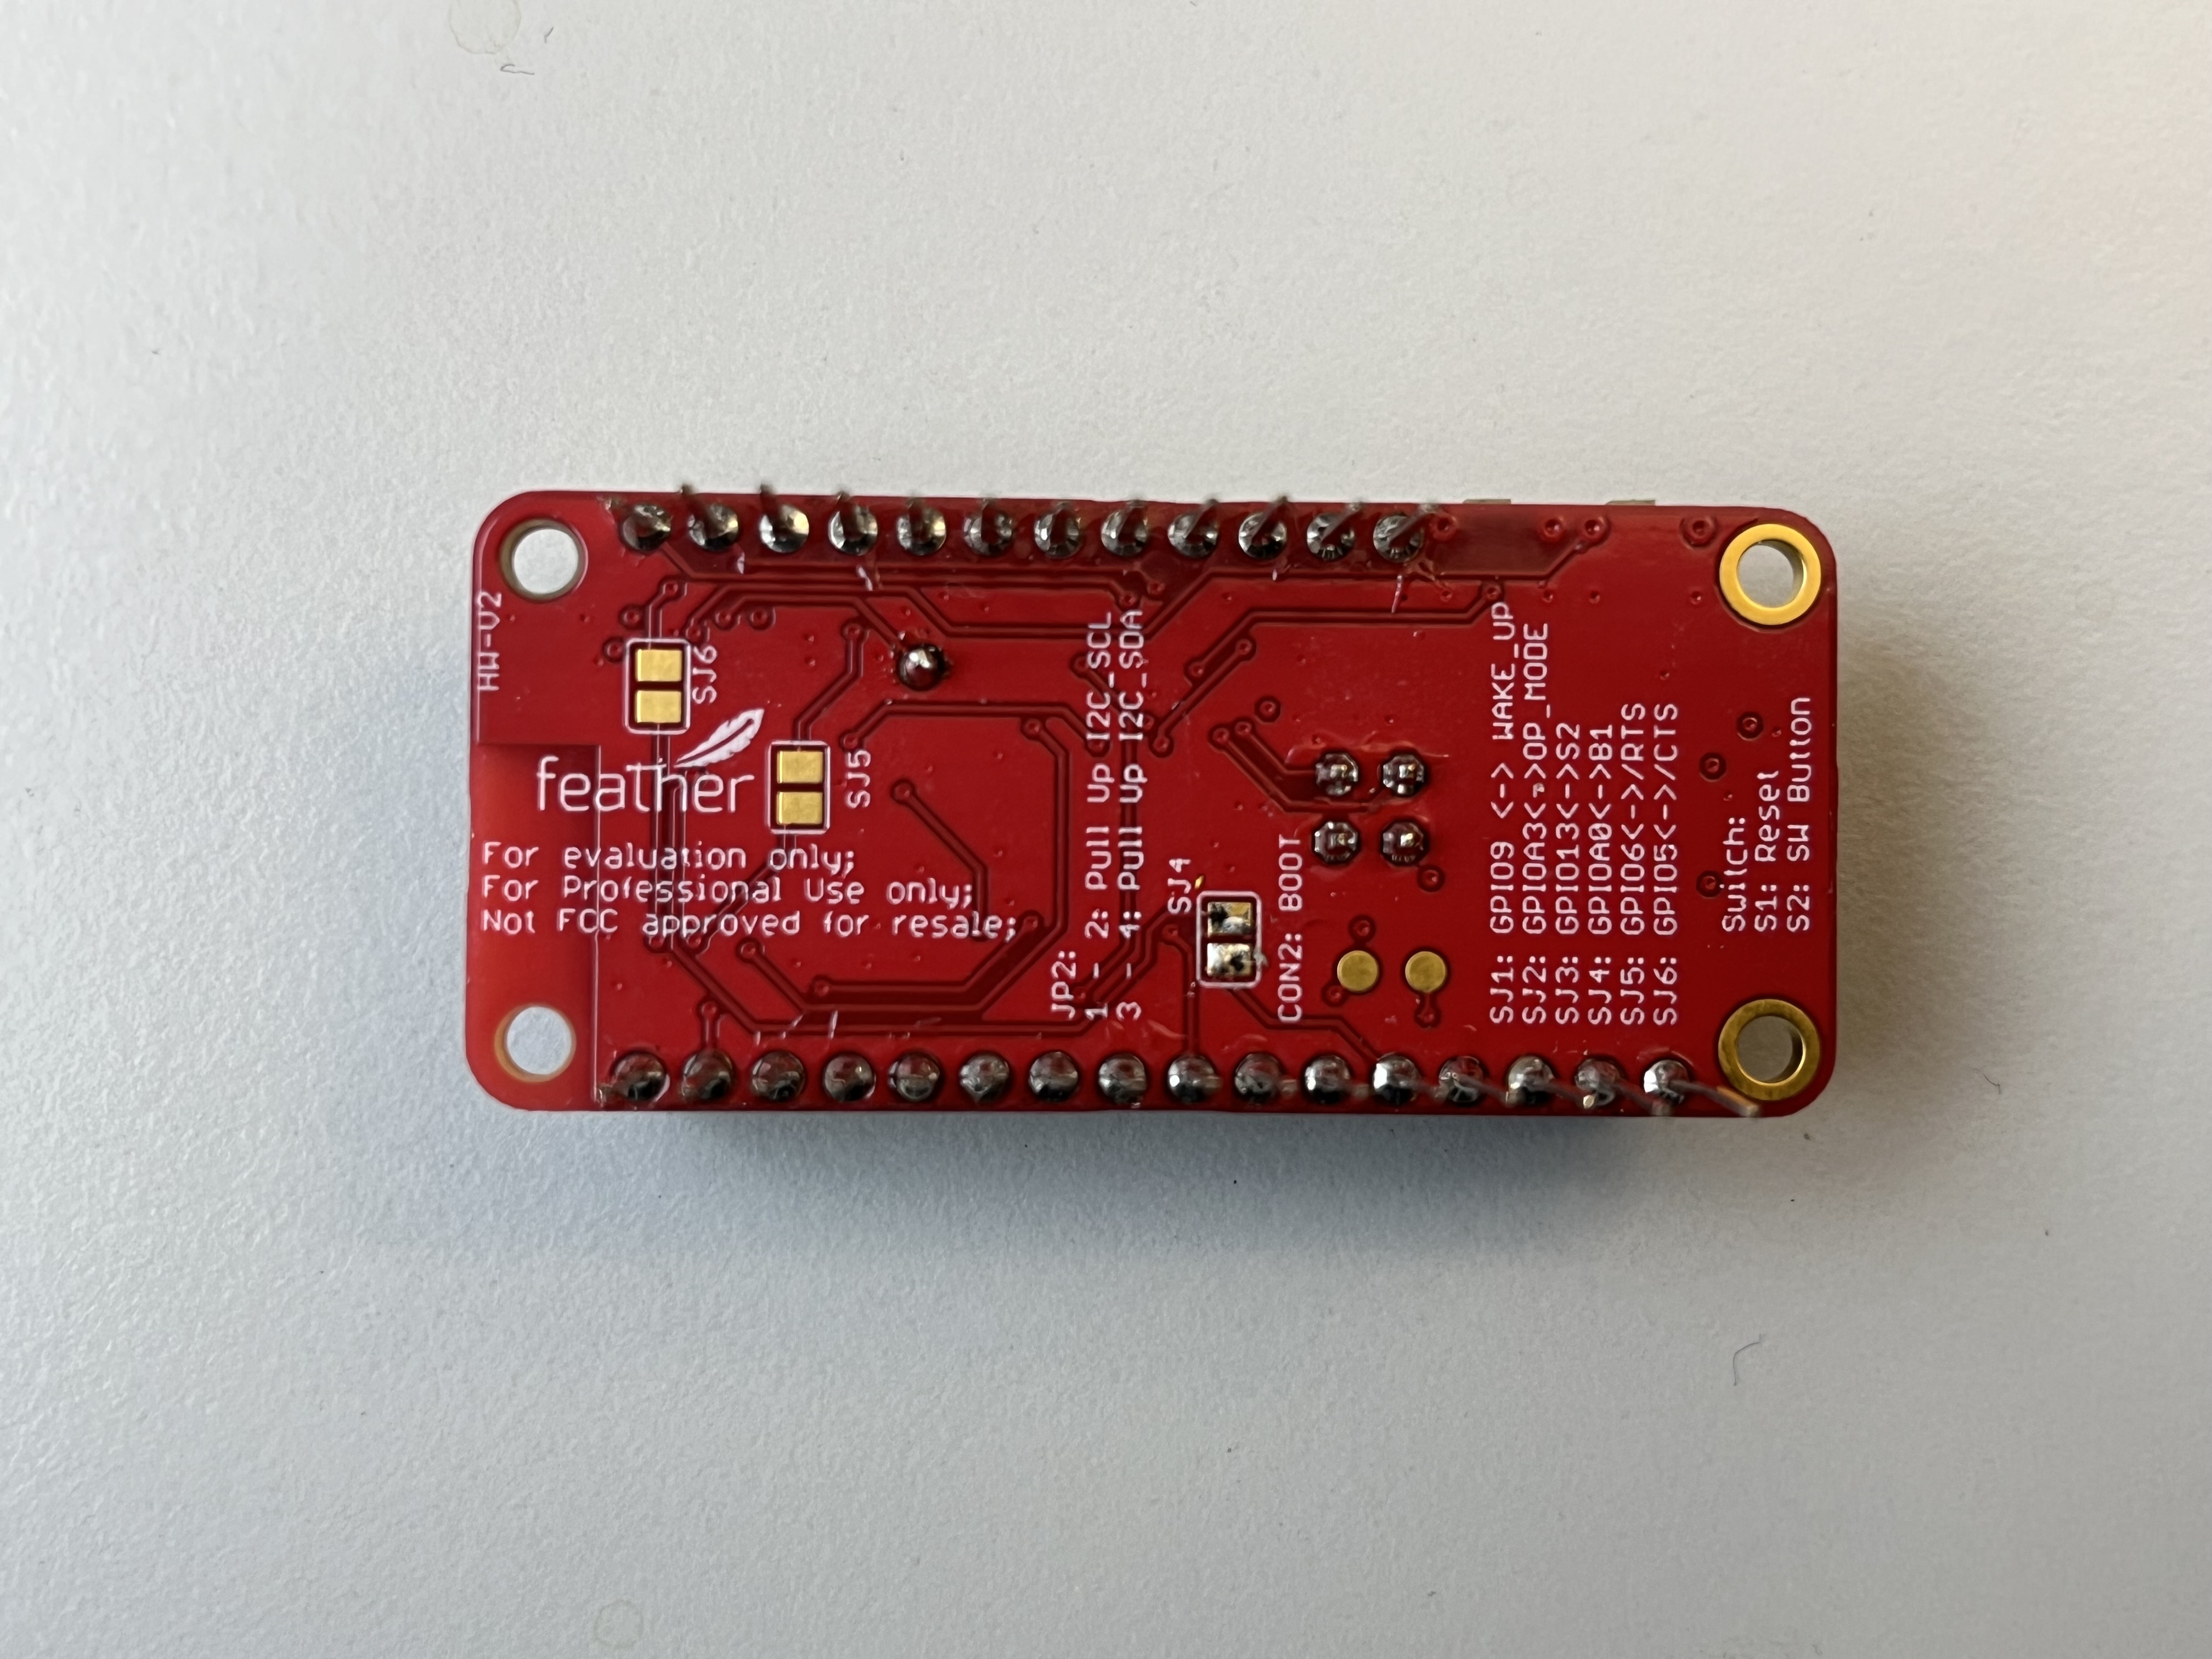 HW-V2
SJ6
feather
SJ5
For evaluation only;
For Professional Use only;
Not FCC approved for resale;
JP2:
1 - 2: Pull Up I2C_SCL
3 - 4: Pull Up I2C_SDA
SJ4
CON2: BOOT
SJ1: GPIO9 <-> WAKE_UP
SJ2: GPIOA3<->OP_MODE
SJ3: GPIO13<->S2
SJ4: GPIOA0<->B1
SJ5: GPIO6<->/RTS
SJ6: GPIO5<->/CTS
Switch:
S1: Reset
S2: SW Button